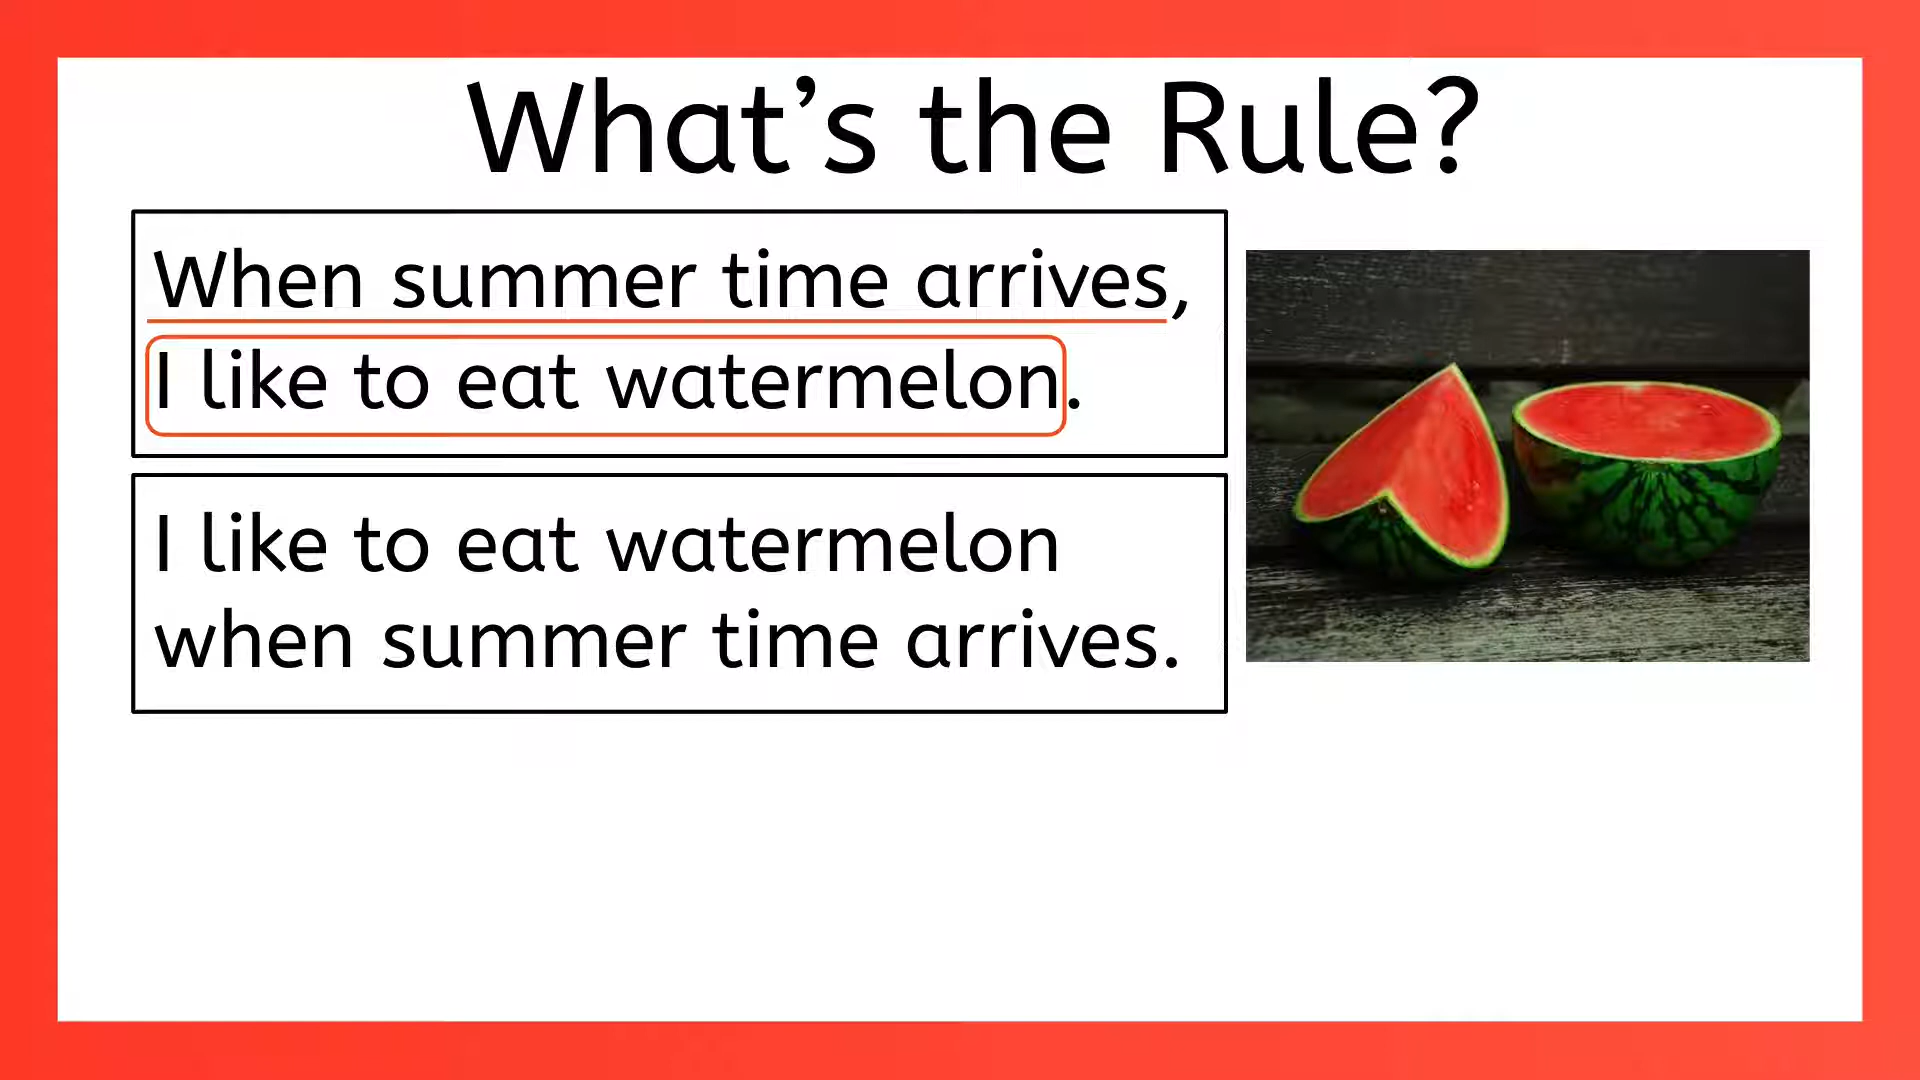 What’s the Rule?
When summer time arrives,
I like to eat watermelon.
I like to eat watermelon
when summer time arrives.